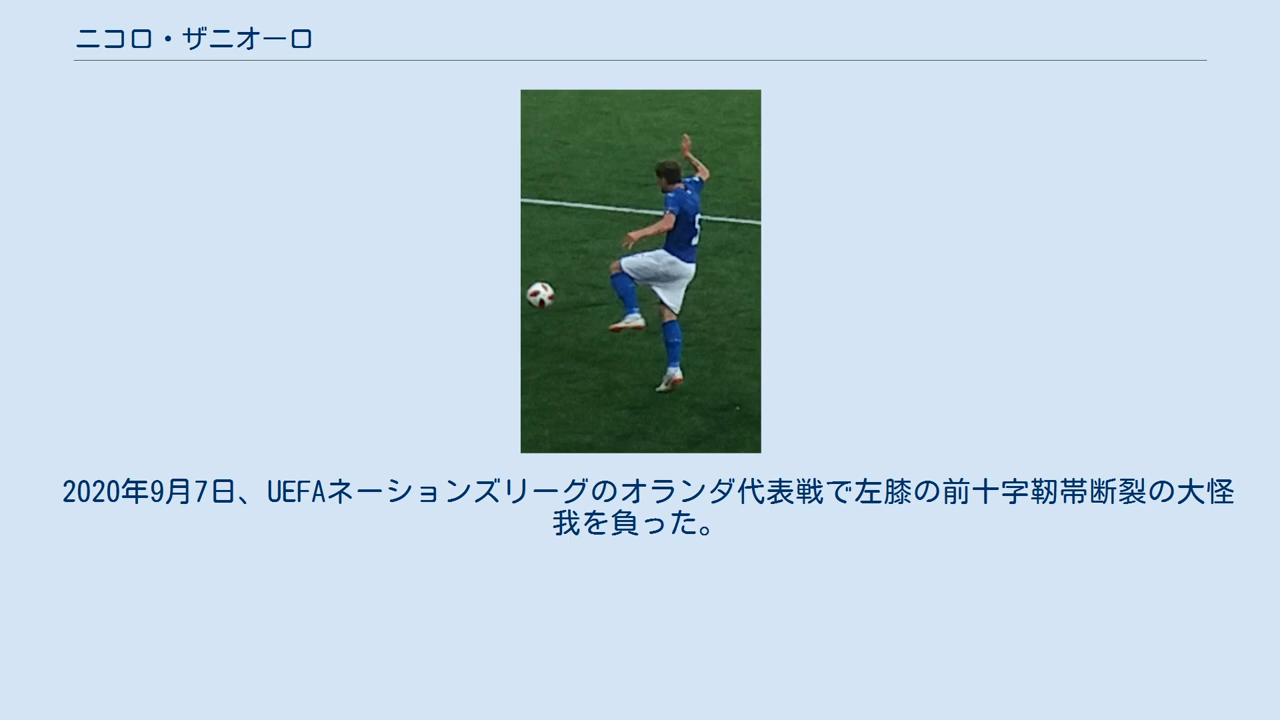 ニコロ・ザニオーロ
5
2020年9月7日、UEFAネーションズリーグのオランダ代表戦で左膝の前十字靭帯断裂の大怪
我を負った。